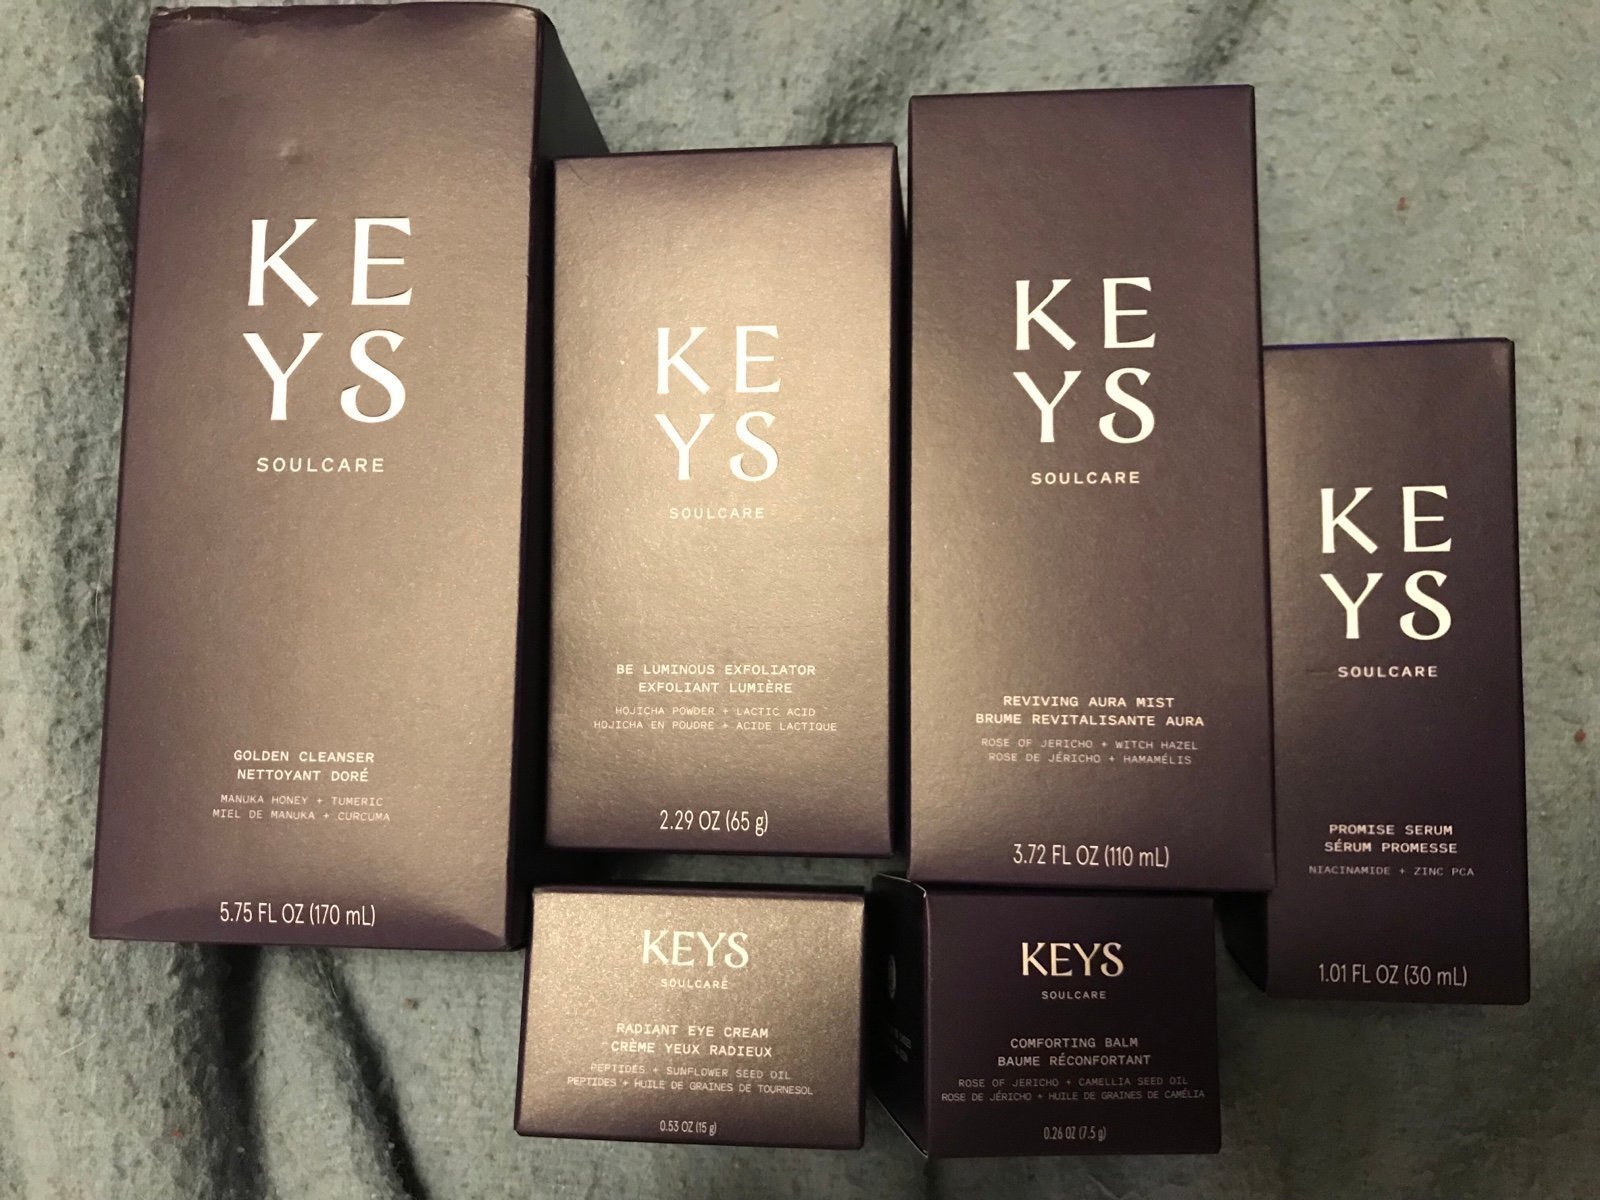 KE
YS
SOULCARE
GOLDEN CLEANSER
NETTOYANT DORÉ
MANUKA HONEY + TUMERIC
MIEL DE MANUKA + CURCUMA
5.75 FL OZ (170 mL)
KE
YS
SOULCARE
BE LUMINOUS EXFOLIATOR
EXFOLIANT LUMIÈRE
HOJICHA POWDER + LACTIC ACID
HOJICHA EN POUDRE + ACIDE LACTIQUE
2.29 OZ (65 g)
KE
YS
SOULCARE
REVIVING AURA MIST
BRUME REVITALISANTE AURA
ROSE OF JERICHO + WITCH HAZEL
ROSE DE JÉRICHO + HAMAMÉLIS
3.72 FL OZ (110 mL)
KE
YS
SOULCARE
PROMISE SERUM
SÉRUM PROMESSE
NIACINAMIDE + ZINC PCA
1.01 FL OZ (30 mL)
KEYS
SOULCARE
RADIANT EYE CREAM
CRÈME YEUX RADIEUX
PEPTIDES + SUNFLOWER SEED OIL
PEPTIDES + HUILE DE GRAINES DE TOURNESOL
0.53 OZ (15 g)
KEYS
SOULCARE
COMFORTING BALM
BAUME RÉCONFORTANT
ROSE OF JERICHO + CAMELLIA SEED OIL
ROSE DE JÉRICHO + HUILE DE GRAINES DE CAMÉLIA
0.26 OZ (7.5 g)